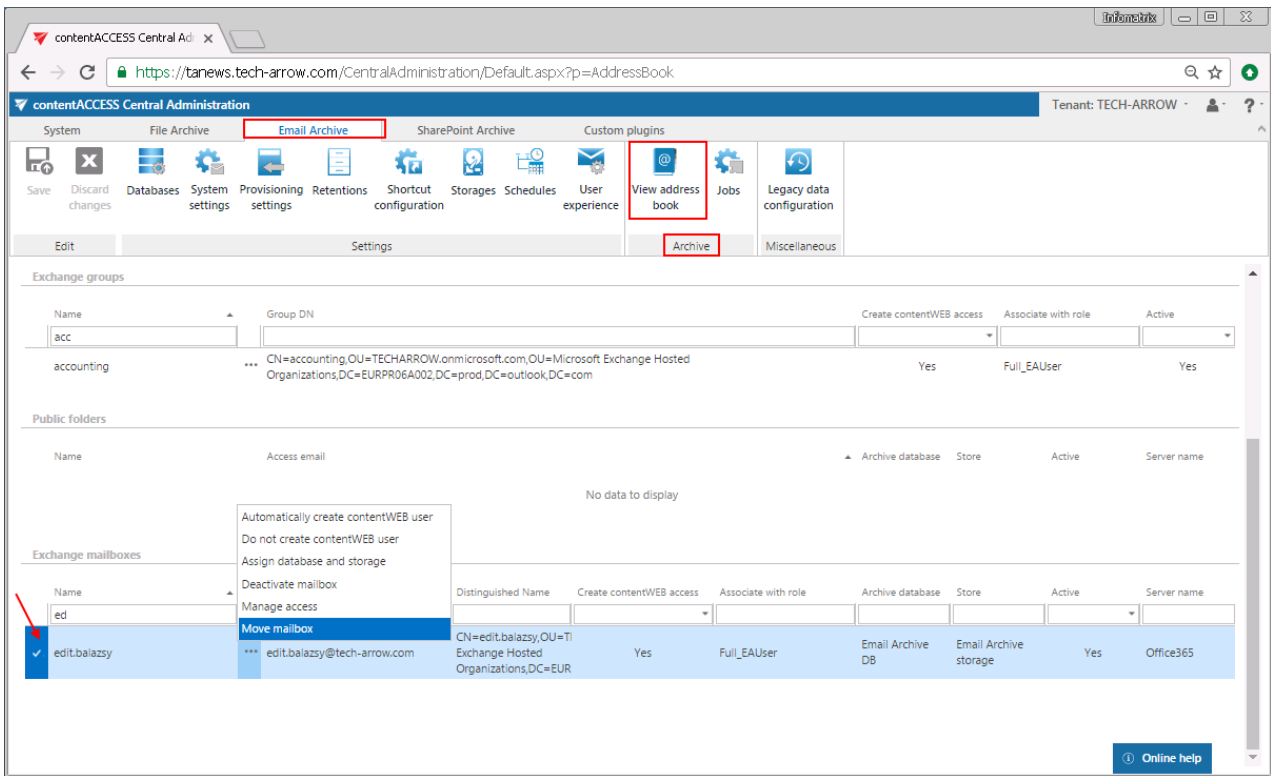 Infomatrix
contentACCESS Central Ad
https://tanews.tech-arrow.com/CentralAdministration/Default.aspx?p=AddressBook
contentACCESS Central Administration
Tenant: TECH-ARROW
?
System
File Archive
Email Archive
SharePoint Archive
Custom plugins
Save
Discard changes
Databases
System settings
Provisioning settings
Retentions
Shortcut configuration
Storages
Schedules
User experience
View address book
Jobs
Legacy data configuration
Edit
Settings
Archive
Miscellaneous
Exchange groups
Name
Group DN
Create contentWEB access
Associate with role
Active
acc
accounting
CN=accounting,OU=TECHARROW.onmicrosoft.com,OU=Microsoft Exchange Hosted
Organizations,DC=EURPR06A002,DC=prod,DC=outlook,DC=com
Yes
Full_EAUser
Yes
Public folders
Name
Access email
Archive database
Store
Active
Server name
No data to display
Automatically create contentWEB user
Do not create contentWEB user
Assign database and storage
Deactivate mailbox
Manage access
Move mailbox
Exchange mailboxes
Name
Distinguished Name
Create contentWEB access
Associate with role
Archive database
Store
Active
Server name
ed
edit.balazsy
edit.balazsy@tech-arrow.com
CN=edit.balazsy,OU=TI
Exchange Hosted
Organizations,DC=EUR
Yes
Full_EAUser
Email Archive
DB
Email Archive
storage
Yes
Office365
Online help